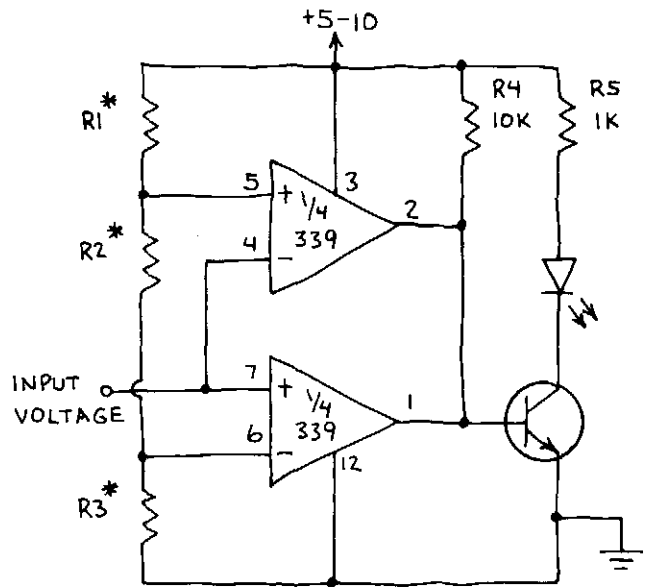 +5-10
R1*
R4
10K
R5
1K
5
+
3
1/4
339
2
R2*
4
-
INPUT
VOLTAGE
7
+
1/4
339
1
6
-
12
R3*